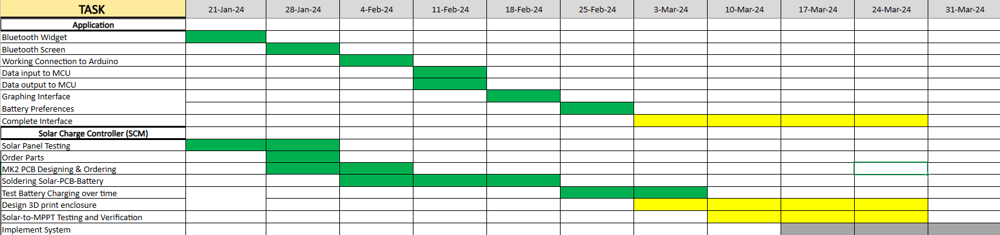 TASK 21-Jan-24 28-Jan-24 4-Feb-24 11-Feb-24 18-Feb-24 25-Feb-24 3-Mar-24 10-Mar-24 17-Mar-24 24-Mar-24 31-Mar-24
Application
Bluetooth Widget
Bluetooth Screen
Working Connection to Arduino
Data input to MCU
Data output to MCU
Graphing Interface
Battery Preferences
Complete Interface
Solar Charge Controller (SCM)
Solar Panel Testing
Order Parts
MK2 PCB Designing & Ordering
Soldering Solar-PCB-Battery
Test Battery Charging over time
Design 3D print enclosure
Solar-to-MPPT Testing and Verification
Implement System